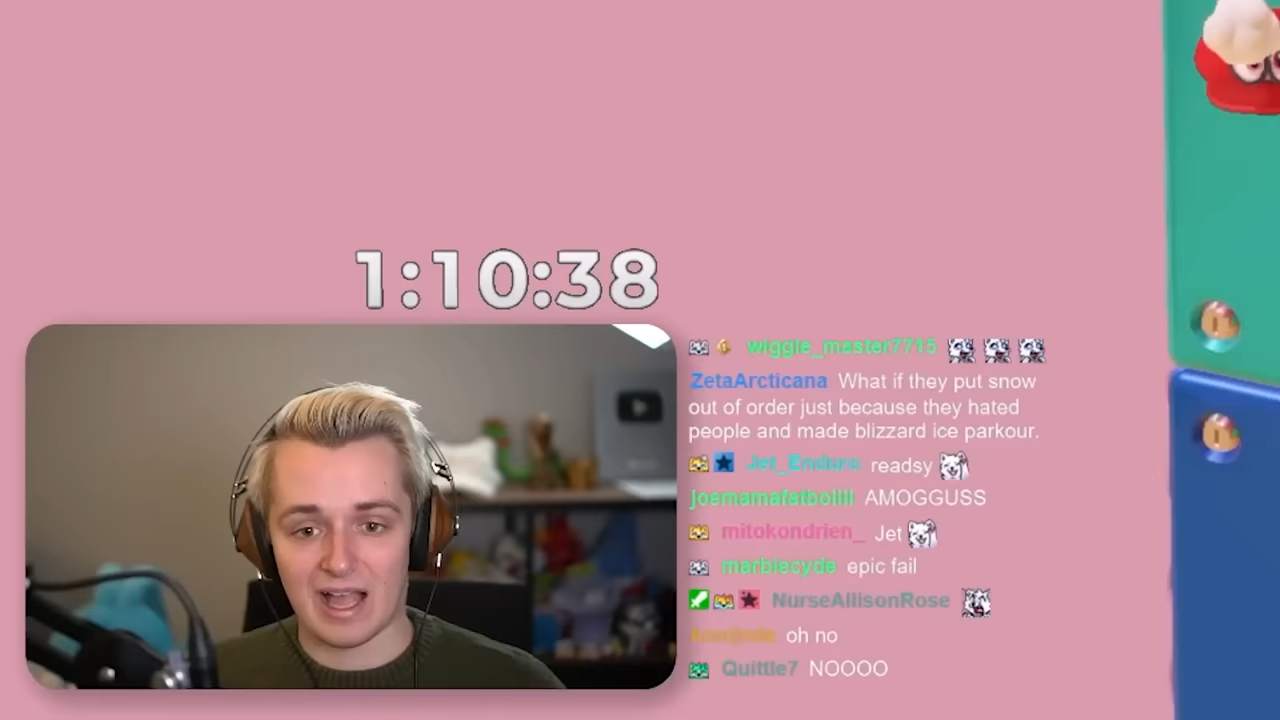 1:10:38
wiggle_master7715
ZetaArcticana What if they put snow
out of order just because they hated
people and made blizzard ice parkour.
Jet_Enduro readsy
joemamafatbollll AMOGGUSS
mitokondrien_ Jet
marblecyde epic fail
NurseAllisonRose
oh no
Quittle7 NOOOO